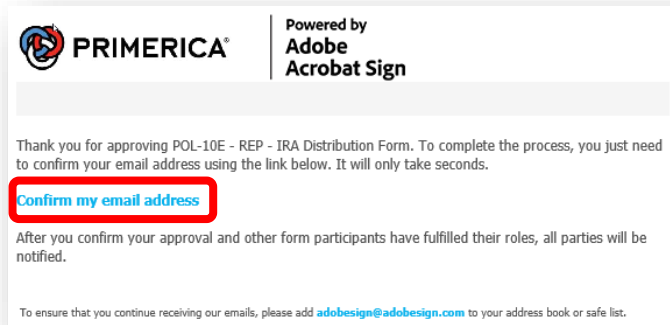 PRIMERICA®
Powered by
Adobe
Acrobat Sign
Thank you for approving POL-10E - REP - IRA Distribution Form. To complete the process, you just need
to confirm your email address using the link below. It will only take seconds.
Confirm my email address
After you confirm your approval and other form participants have fulfilled their roles, all parties will be
notified.
To ensure that you continue receiving our emails, please add adobesign@adobesign.com to your address book or safe list.